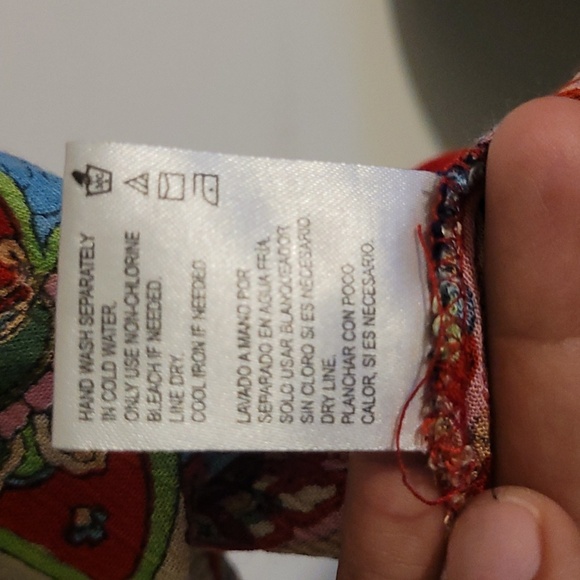 HAND WASH SEPARATELY
IN COLD WATER.
ONLY USE NON-CHLORINE
BLEACH IF NEEDED.
LINE DRY.
COOL IRON IF NEEDED
LAVADO A MANO POR
SEPARADO EN AGUA FRÍA.
SOLO USAR BLANQUEADOR
SIN CLORO SI ES NECESARIO.
DRY LINE.
PLANCHAR CON POCO
CALOR, SI ES NECESARIO.